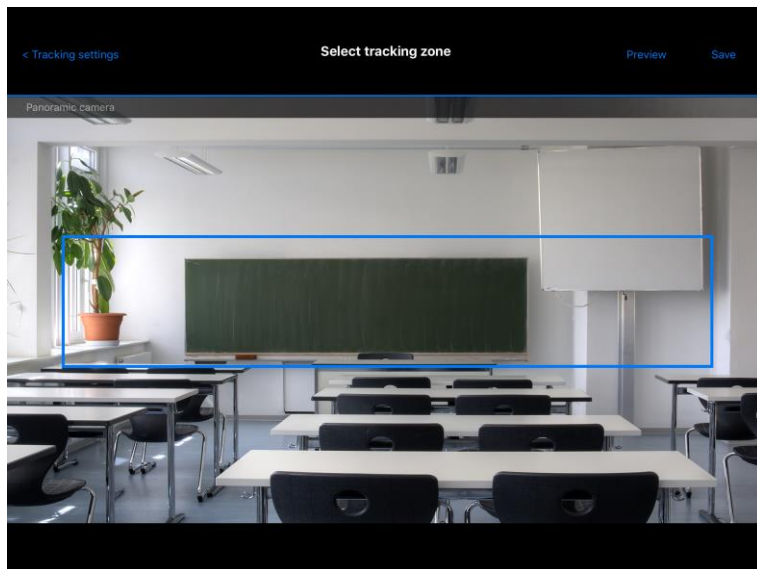 < Tracking settings
Select tracking zone
Preview
Save
Panoramic camera